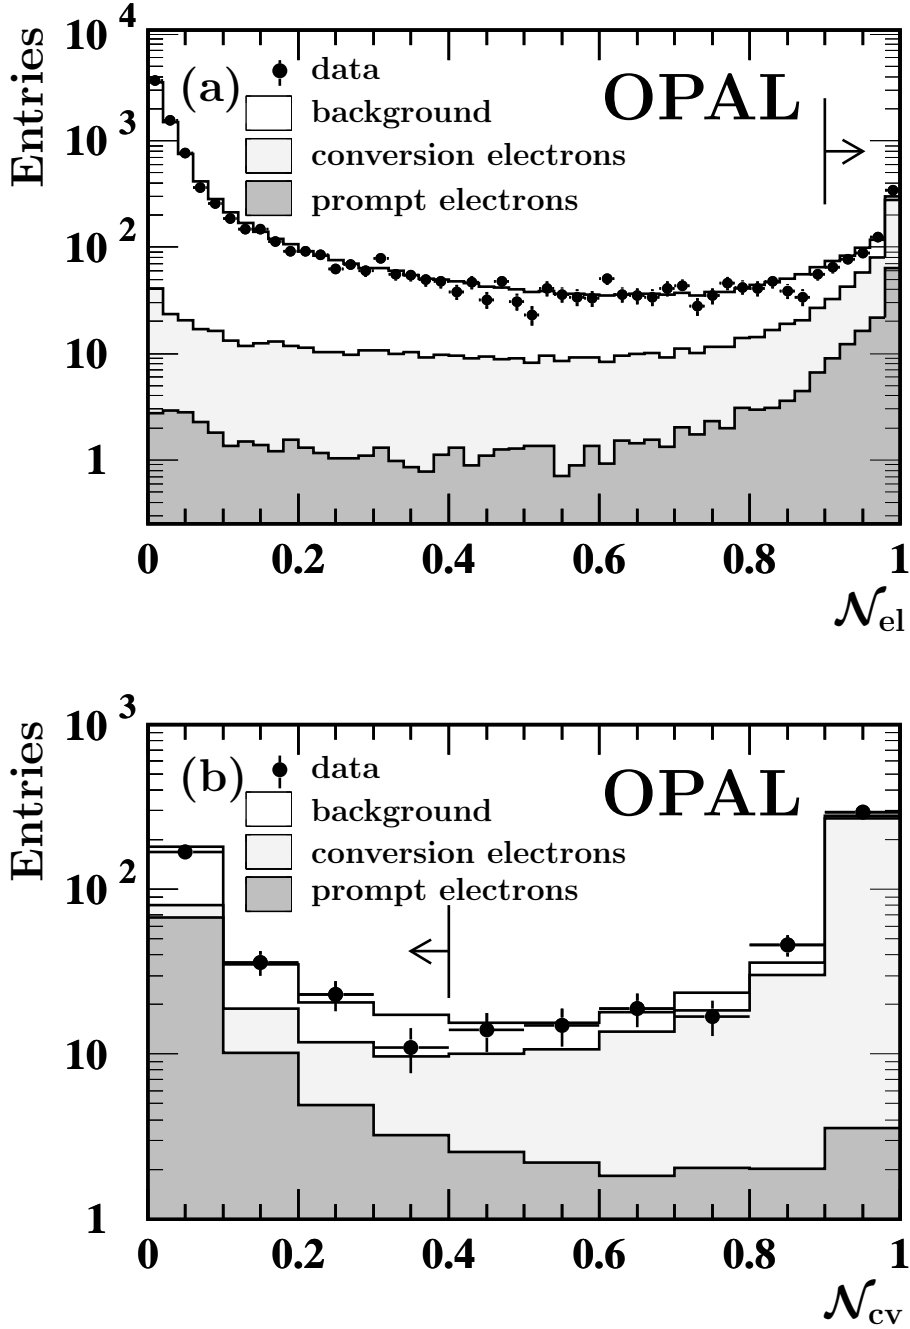 Entries
10 4
10 3
10 2
10
1
(a)
data
background
conversion electrons
prompt electrons
OPAL
0 0.2 0.4 0.6 0.8 1
𝒩el
Entries
10 3
10 2
10
1
(b)
data
background
conversion electrons
prompt electrons
OPAL
0 0.2 0.4 0.6 0.8 1
𝒩cv